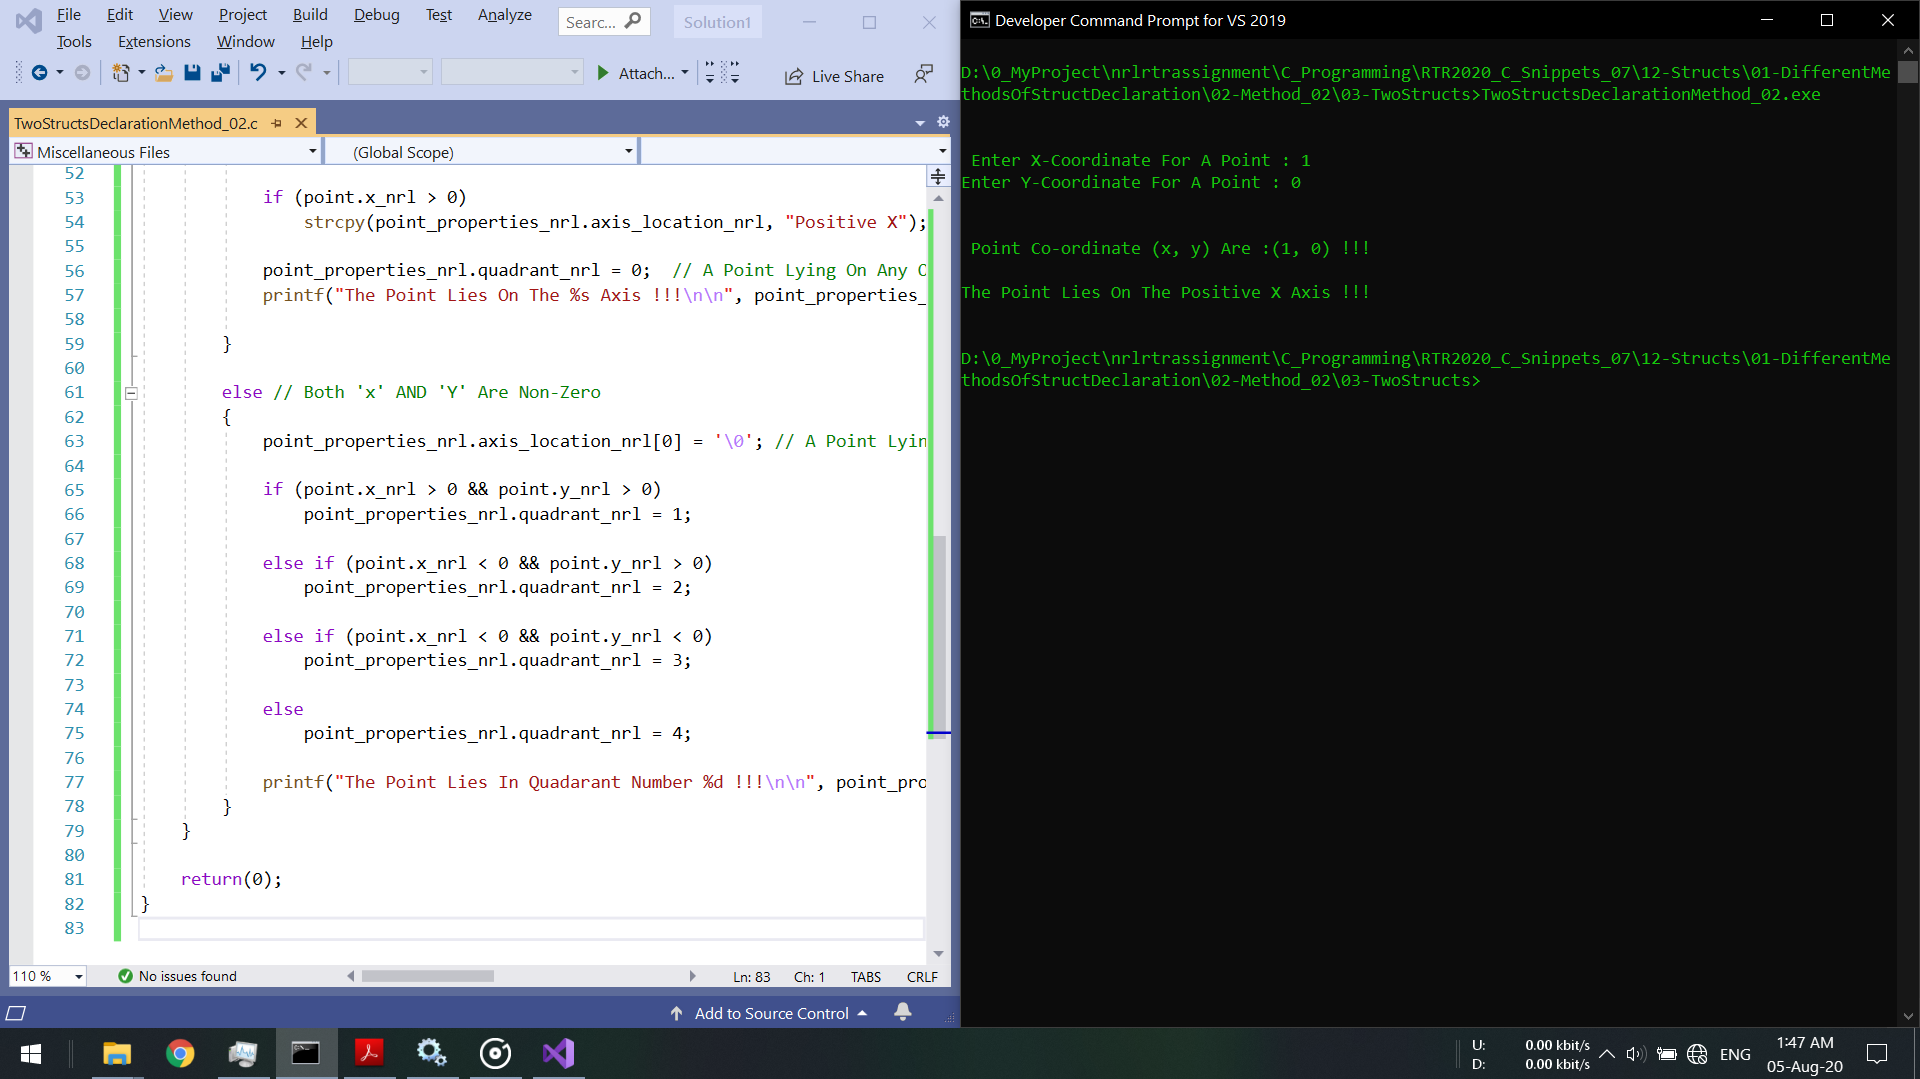 File Edit View Project Build Debug Test Analyze Searc... Solution1
Tools Extensions Window Help
Attach... Live Share
TwoStructsDeclarationMethod_02.c
Miscellaneous Files (Global Scope)
52
53 if (point.x_nrl > 0)
54 strcpy(point_properties_nrl.axis_location_nrl, "Positive X");
55
56 point_properties_nrl.quadrant_nrl = 0; // A Point Lying On Any
57 printf("The Point Lies On The %s Axis !!!\n\n", point_properties_
58
59 }
60
61 else // Both 'x' AND 'Y' Are Non-Zero
62 {
63 point_properties_nrl.axis_location_nrl[0] = '\0'; // A Point Lyin
64
65 if (point.x_nrl > 0 && point.y_nrl > 0)
66 point_properties_nrl.quadrant_nrl = 1;
67
68 else if (point.x_nrl < 0 && point.y_nrl > 0)
69 point_properties_nrl.quadrant_nrl = 2;
70
71 else if (point.x_nrl < 0 && point.y_nrl < 0)
72 point_properties_nrl.quadrant_nrl = 3;
73
74 else
75 point_properties_nrl.quadrant_nrl = 4;
76
77 printf("The Point Lies In Quadarant Number %d !!!\n\n", point_pro
78 }
79 }
80
81 return(0);
82 }
83
110 % No issues found Ln: 83 Ch: 1 TABS CRLF
Add to Source Control
Developer Command Prompt for VS 2019
D:\0_MyProject\nrlrtrassignment\C_Programming\RTR2020_C_Snippets_07\12-Structs\01-DifferentMe
thodsOfStructDeclaration\02-Method_02\03-TwoStructs>TwoStructsDeclarationMethod_02.exe
Enter X-Coordinate For A Point : 1
Enter Y-Coordinate For A Point : 0
Point Co-ordinate (x, y) Are :(1, 0) !!!
The Point Lies On The Positive X Axis !!!
D:\0_MyProject\nrlrtrassignment\C_Programming\RTR2020_C_Snippets_07\12-Structs\01-DifferentMe
thodsOfStructDeclaration\02-Method_02\03-TwoStructs>
U: 0.00 kbit/s
D: 0.00 kbit/s
ENG
1:47 AM
05-Aug-20